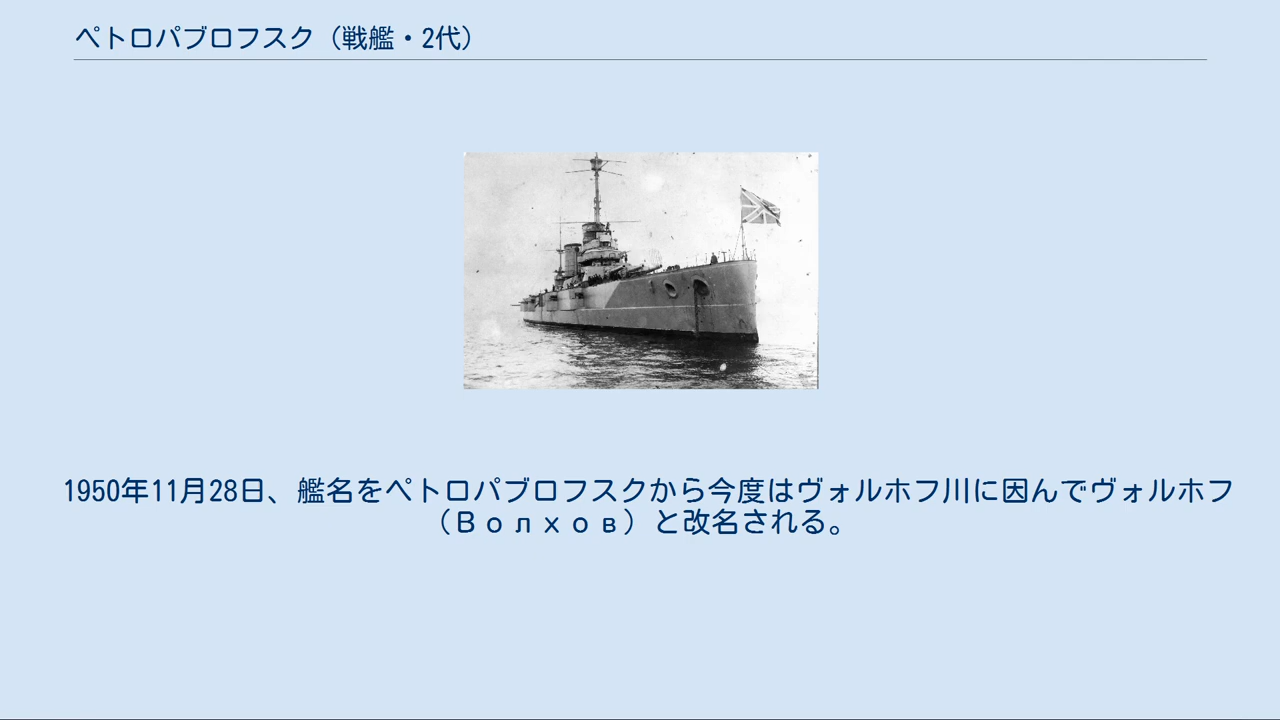 ペトロパブロフスク（戦艦・2代）
1950年11月28日、艦名をペトロパブロフスクから今度はヴォルホフ川に因んでヴォルホフ
（Волхов）と改名される。